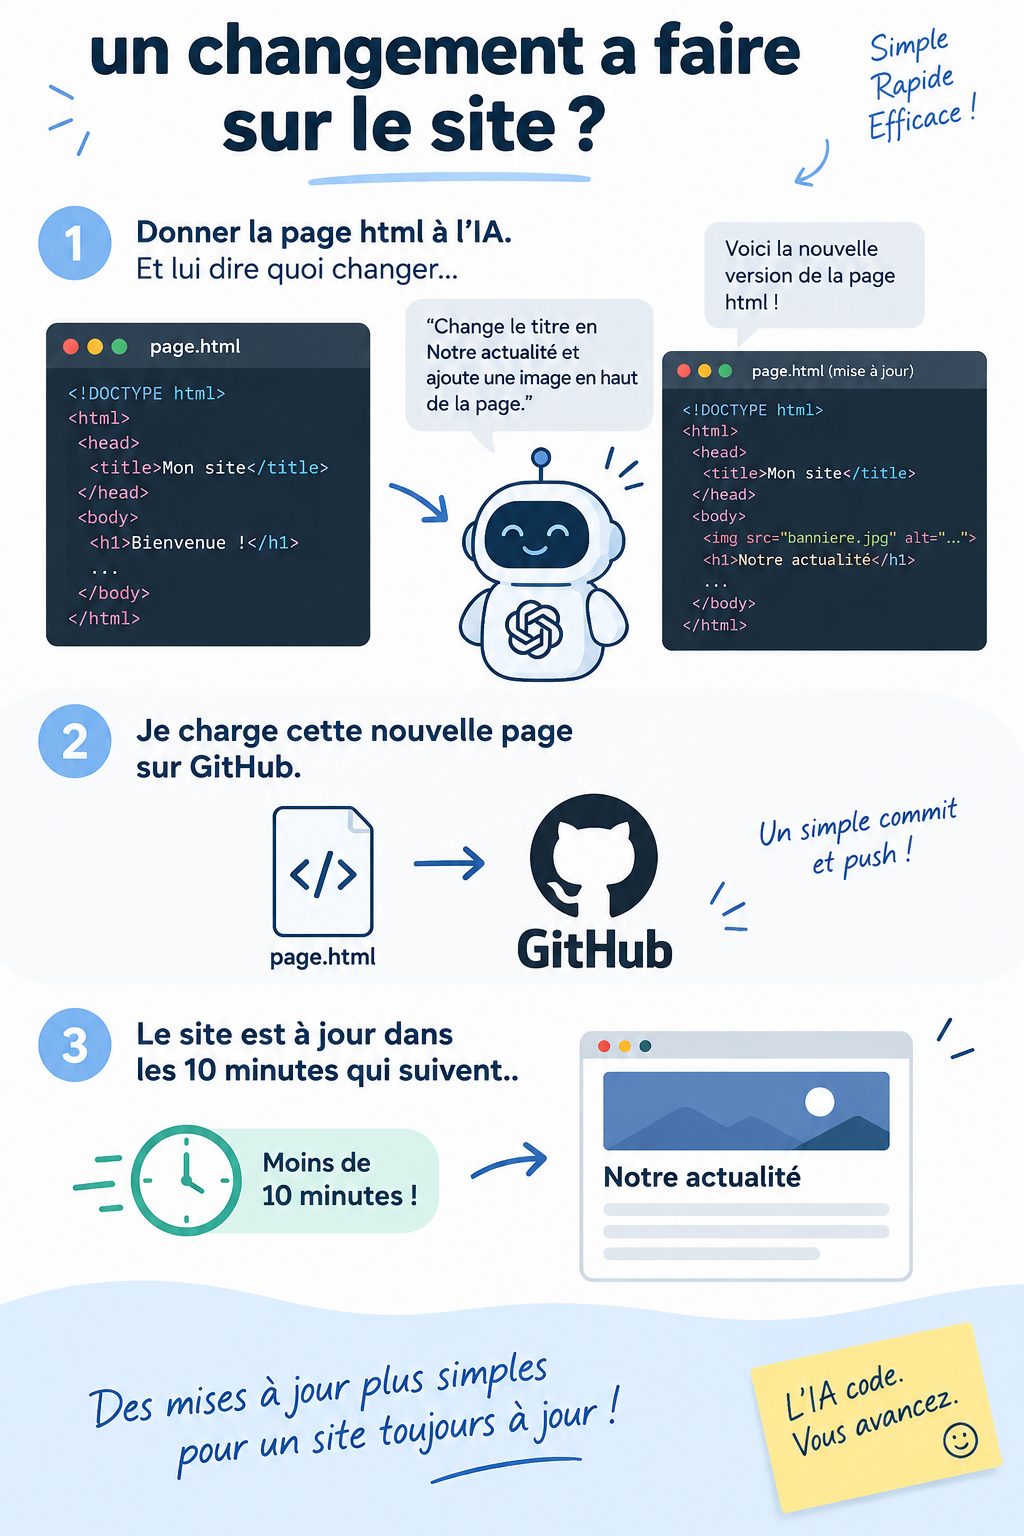 un changement a faire
sur le site ?
Simple
Rapide
Efficace !
1
Donner la page html à l'IA.
Et lui dire quoi changer...
page.html
<!DOCTYPE html>
<html>
<head>
<title>Mon site</title>
</head>
<body>
<h1>Bienvenue !</h1>
...
</body>
</html>
“Change le titre en
Notre actualité et
ajoute une image en haut
de la page.”
Voici la nouvelle
version de la page
html !
page.html (mise à jour)
<!DOCTYPE html>
<html>
<head>
<title>Mon site</title>
</head>
<body>
<img src="banniere.jpg" alt="...">
<h1>Notre actualité</h1>
...
</body>
</html>
2
Je charge cette nouvelle page
sur GitHub.
</>
page.html
GitHub
Un simple commit
et push !
3
Le site est à jour dans
les 10 minutes qui suivent..
Moins de
10 minutes !
Notre actualité
Des mises à jour plus simples
pour un site toujours à jour !
L'IA code.
Vous avancez.